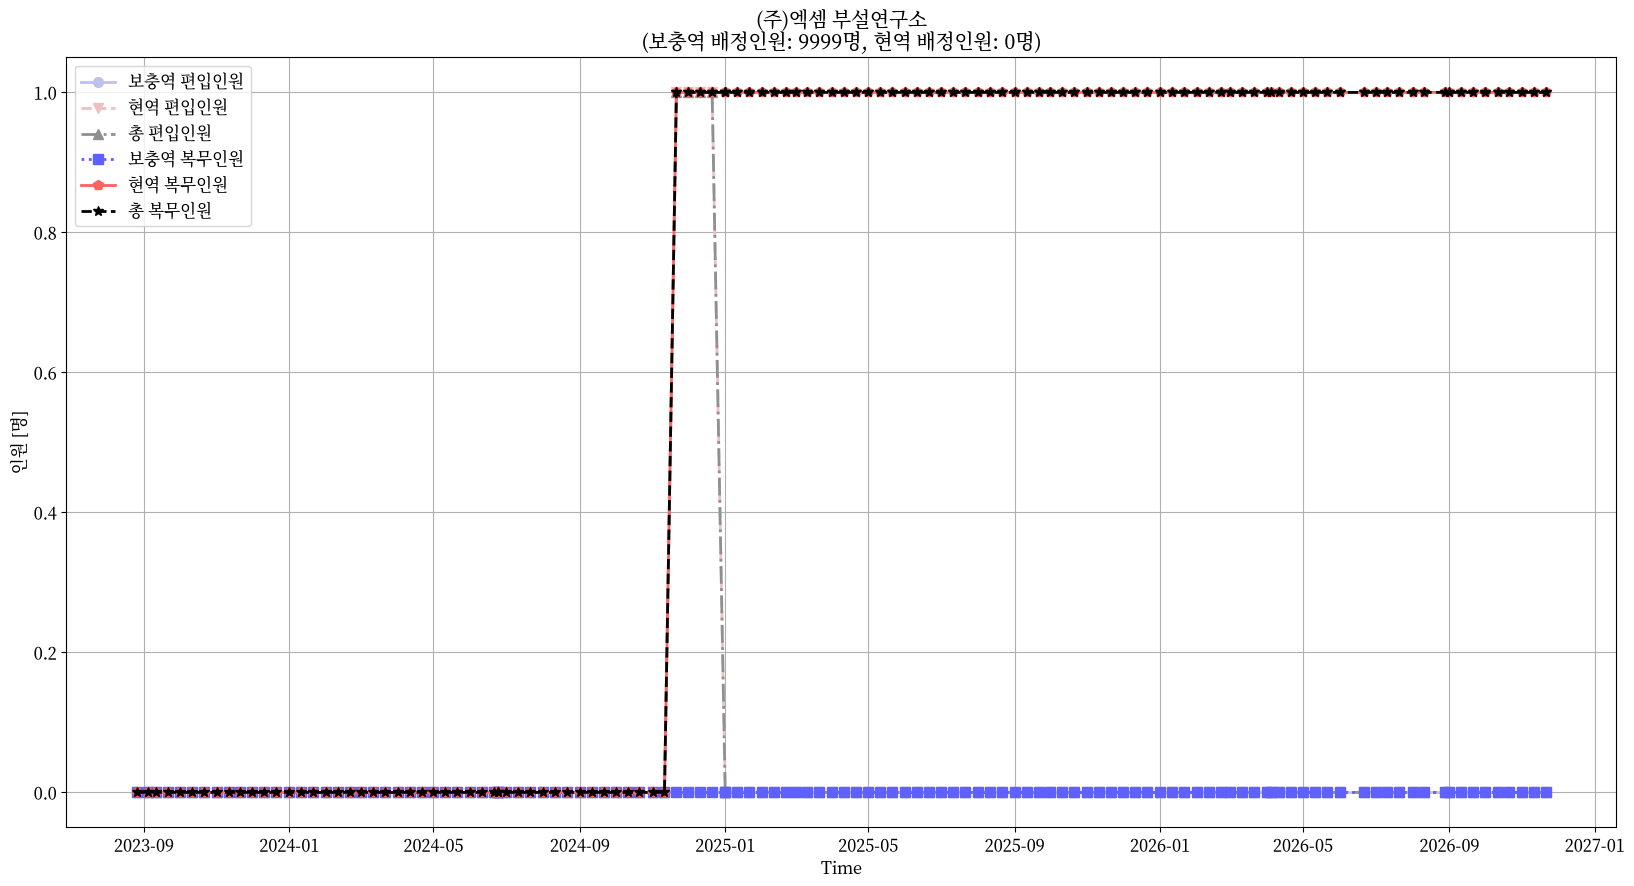 (주)엑셈 부설연구소
(보충역 배정인원: 9999명, 현역 배정인원: 0명)
보충역 편입인원
현역 편입인원
총 편입인원
보충역 복무인원
현역 복무인원
총 복무인원
인원 [명]
1.0
0.8
0.6
0.4
0.2
0.0
2023-09 2024-01 2024-05 2024-09 2025-01 2025-05 2025-09 2026-01 2026-05 2026-09 2027-01
Time